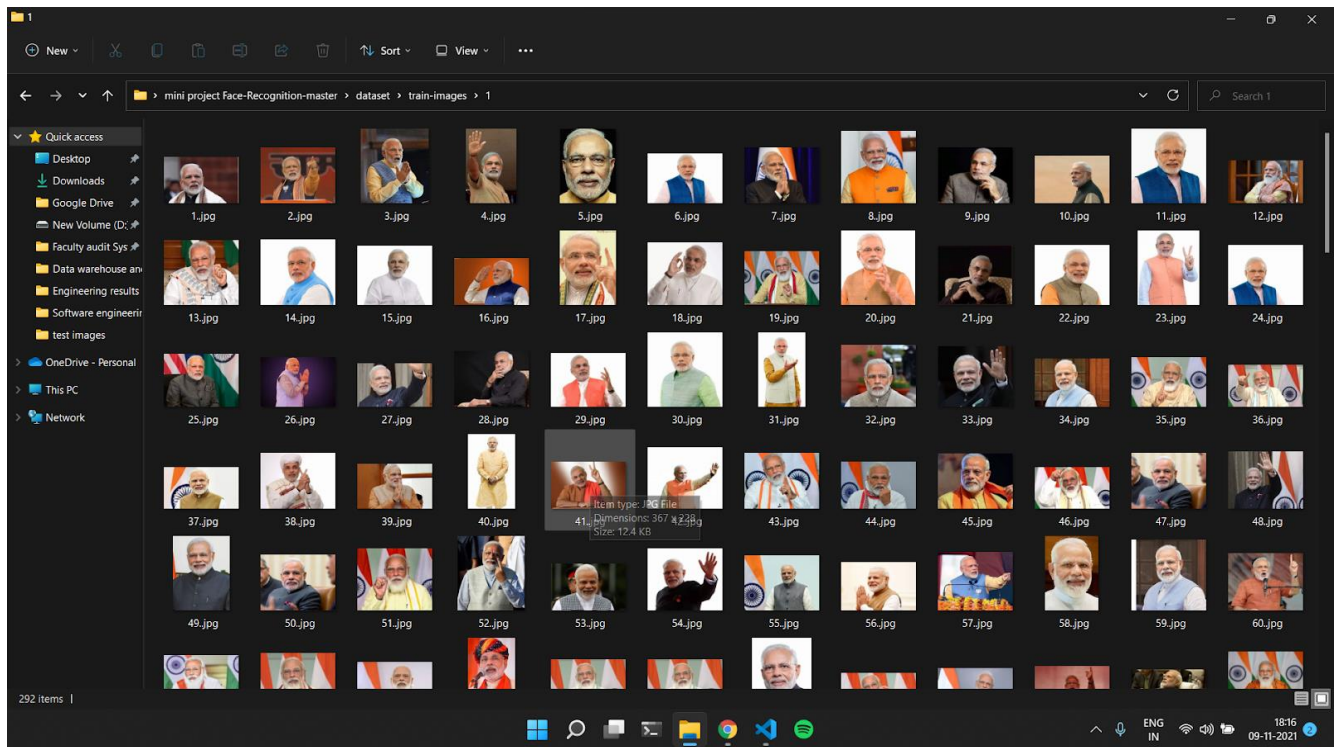 1
New
Sort
View
mini project Face-Recognition-master > dataset > train-images > 1
Search 1
Quick access
Desktop
Downloads
Google Drive
New Volume (D:
Faculty audit Sys
Data warehouse an
Engineering results
Software engineerin
test images
OneDrive - Personal
This PC
Network
1.jpg 2.jpg 3.jpg 4.jpg 5.jpg 6.jpg 7.jpg 8.jpg 9.jpg 10.jpg 11.jpg 12.jpg
13.jpg 14.jpg 15.jpg 16.jpg 17.jpg 18.jpg 19.jpg 20.jpg 21.jpg 22.jpg 23.jpg 24.jpg
25.jpg 26.jpg 27.jpg 28.jpg 29.jpg 30.jpg 31.jpg 32.jpg 33.jpg 34.jpg 35.jpg 36.jpg
37.jpg 38.jpg 39.jpg 40.jpg 41.jpg 42.jpg 43.jpg 44.jpg 45.jpg 46.jpg 47.jpg 48.jpg
Item type: JPG File
Dimensions: 367 x 228
Size: 12.4 KB
49.jpg 50.jpg 51.jpg 52.jpg 53.jpg 54.jpg 55.jpg 56.jpg 57.jpg 58.jpg 59.jpg 60.jpg
292 items
ENG
IN
18:16
09-11-2021
2